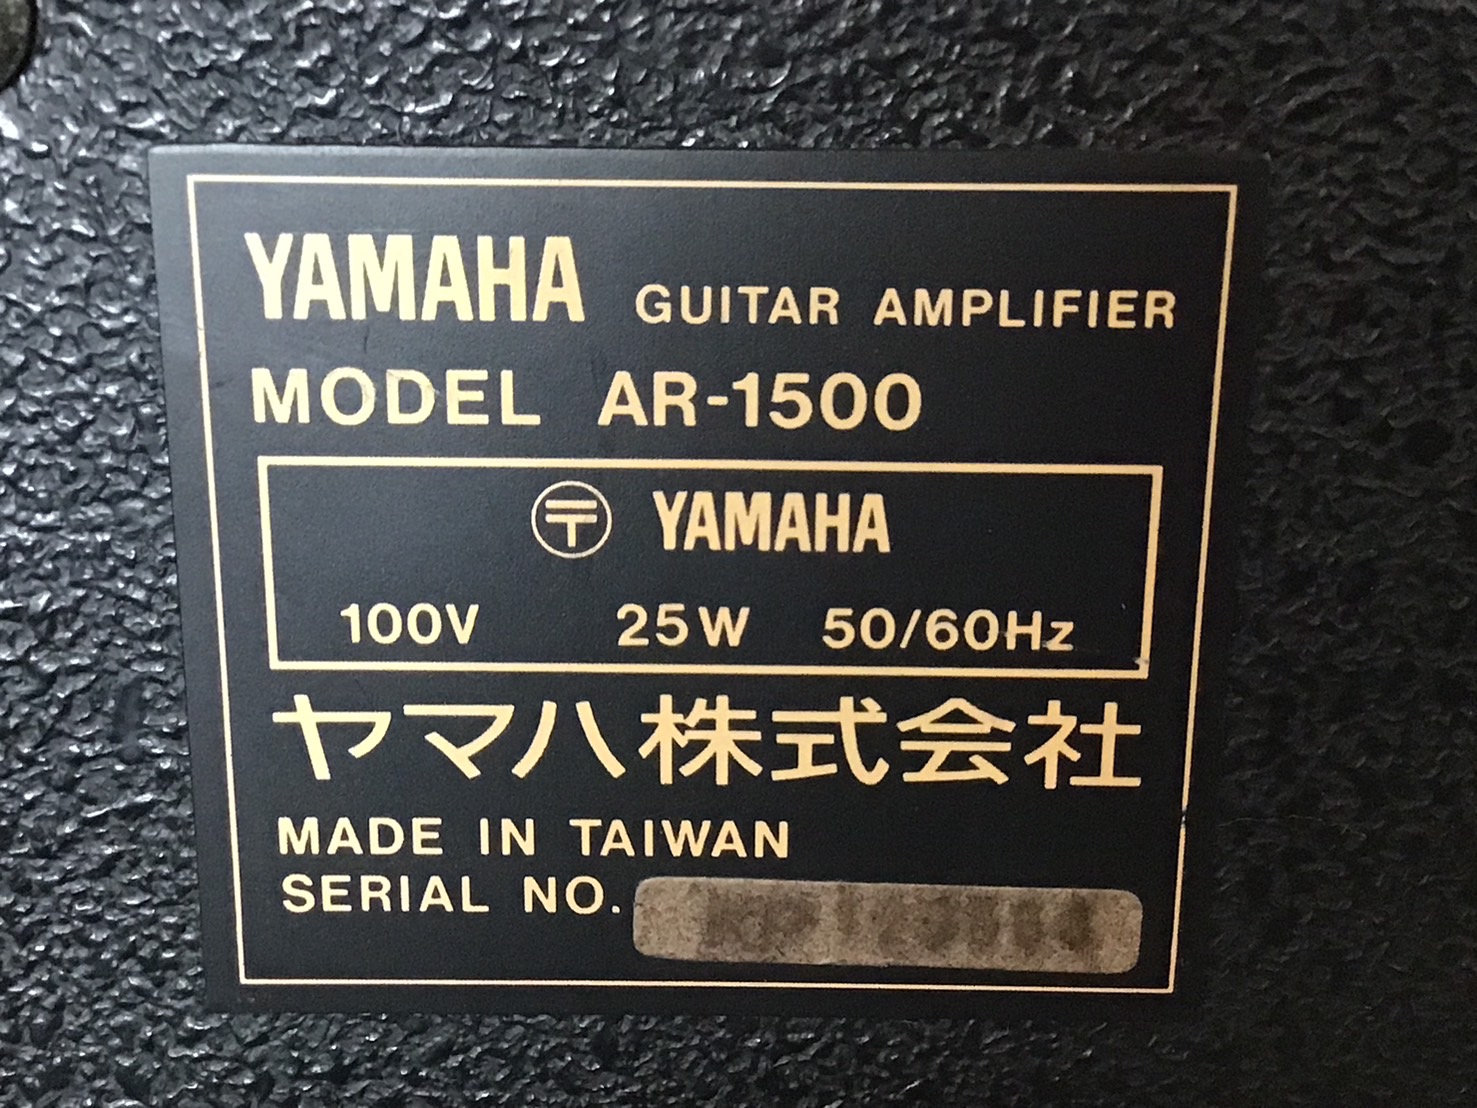 YAMAHA GUITAR AMPLIFIER
MODEL AR-1500
〒 YAMAHA
100V 25W 50/60Hz
ヤマハ株式会社
MADE IN TAIWAN
SERIAL NO.